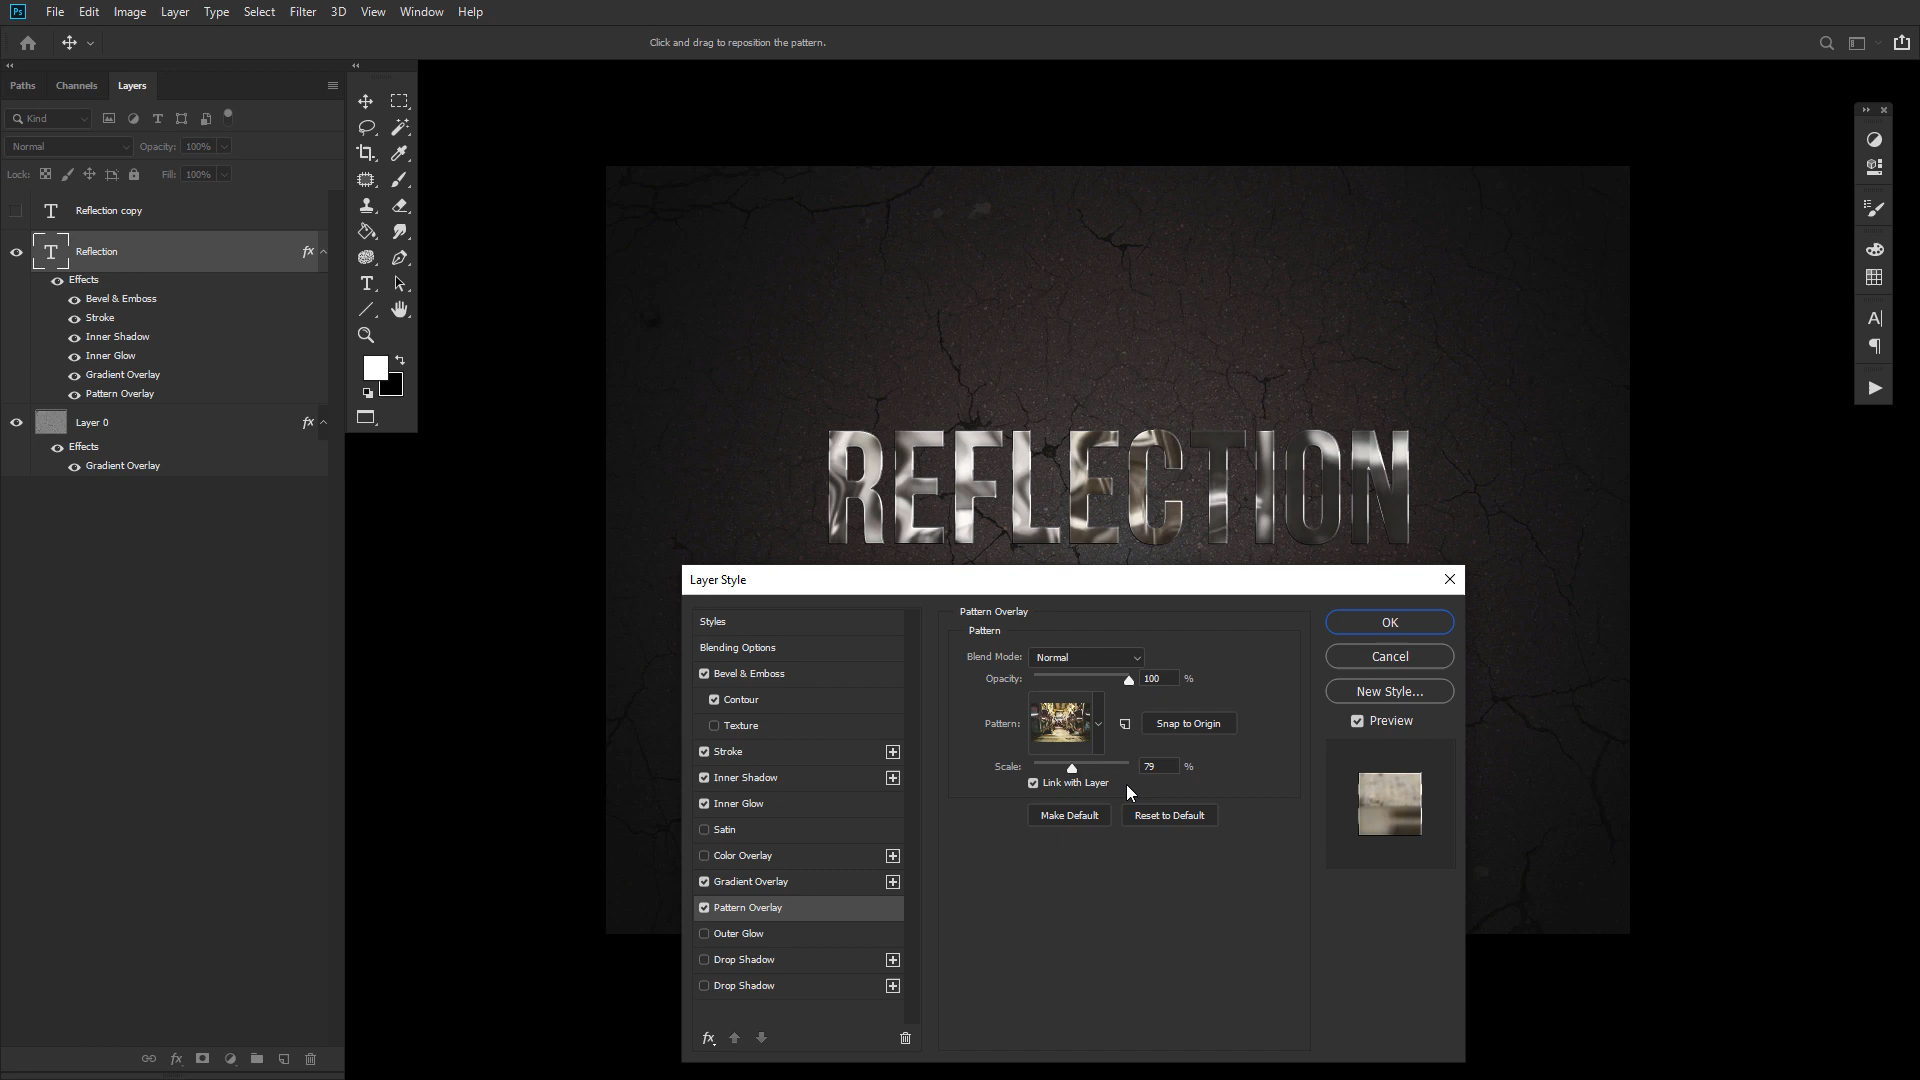 Ps File Edit Image Layer Type Select Filter 3D View Window Help
Click and drag to reposition the pattern.
Paths Channels Layers
Kind
Normal Opacity: 100%
Lock: Fill: 100%
T Reflection copy
T Reflection fx
Effects
Bevel & Emboss
Stroke
Inner Shadow
Inner Glow
Gradient Overlay
Pattern Overlay
Layer 0 fx
Effects
Gradient Overlay
REFLECTION
Layer Style
Styles
Blending Options
Bevel & Emboss
Contour
Texture
Stroke
Inner Shadow
Inner Glow
Satin
Color Overlay
Gradient Overlay
Pattern Overlay
Outer Glow
Drop Shadow
Drop Shadow
fx
Pattern Overlay
Pattern
Blend Mode: Normal
Opacity: 100 %
Pattern: Snap to Origin
Scale: 79 %
Link with Layer
Make Default Reset to Default
OK
Cancel
New Style...
Preview